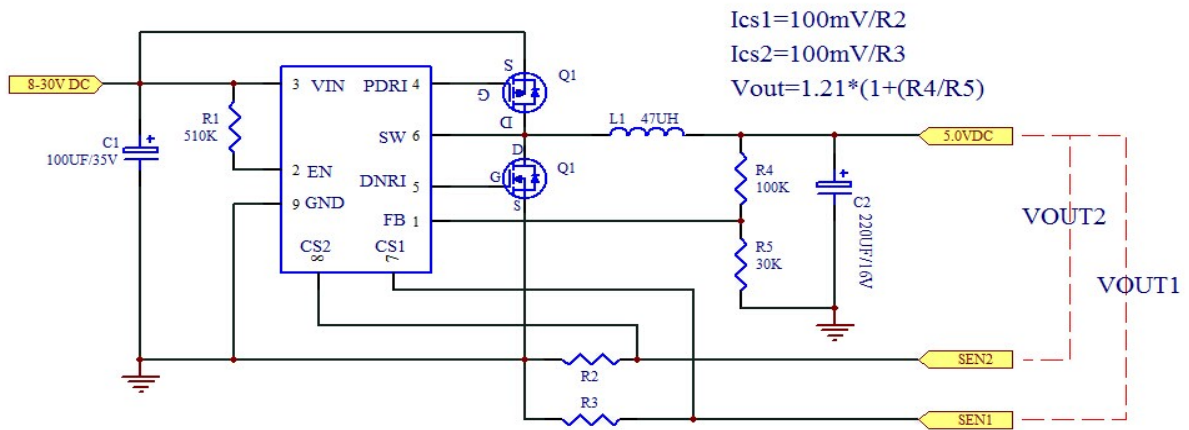 Ics1=100mV/R2
Ics2=100mV/R3
Vout=1.21*(1+(R4/R5)
8-30V DC
C1
100UF/35V
R1
510K
3 VIN
2 EN
9 GND
PDRI 4
SW 6
DNRI 5
FB 1
CS2
8
CS1
7
S
G
D
Q1
D
G
S
Q1
L1 47UH
R4
100K
R5
30K
C2
220UF/16V
5.0VDC
VOUT2
VOUT1
R2
R3
SEN2
SEN1